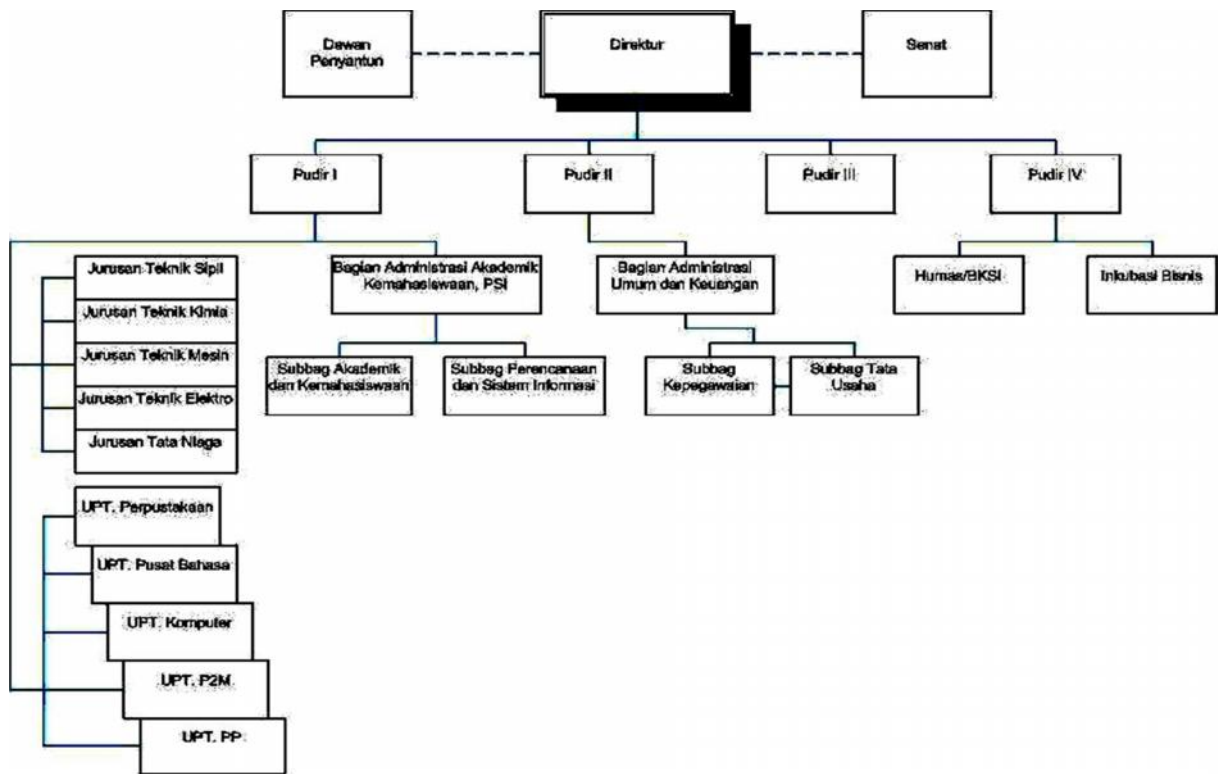 Dewan
Penyantun
Direktur
Senat
Pudir I
Pudir II
Pudir III
Pudir IV
Jurusan Teknik Sipil
Jurusan Teknik Kimia
Jurusan Teknik Mesin
Jurusan Teknik Elektro
Jurusan Tata Niaga
Bagian Administrasi Akademik
Kemahasiswaan, PSI
Bagian Administrasi
Umum dan Keuangan
Humas/BKSI
Inkubasi Bisnis
Subbag Akademik
dan Kemahasiswaan
Subbag Perencanaan
dan Sistem Informasi
Subbag
Kepegawaian
Subbag Tata
Usaha
UPT. Perpustakaan
UPT. Pusat Bahasa
UPT. Komputer
UPT. P2M
UPT. PP